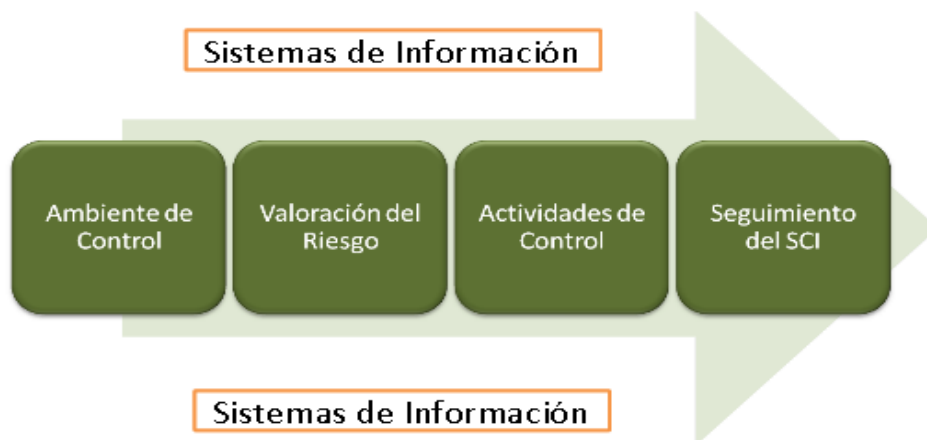 Sistemas de Información
Ambiente de
Control
Valoración del
Riesgo
Actividades de
Control
Seguimiento
del SCI
Sistemas de Información